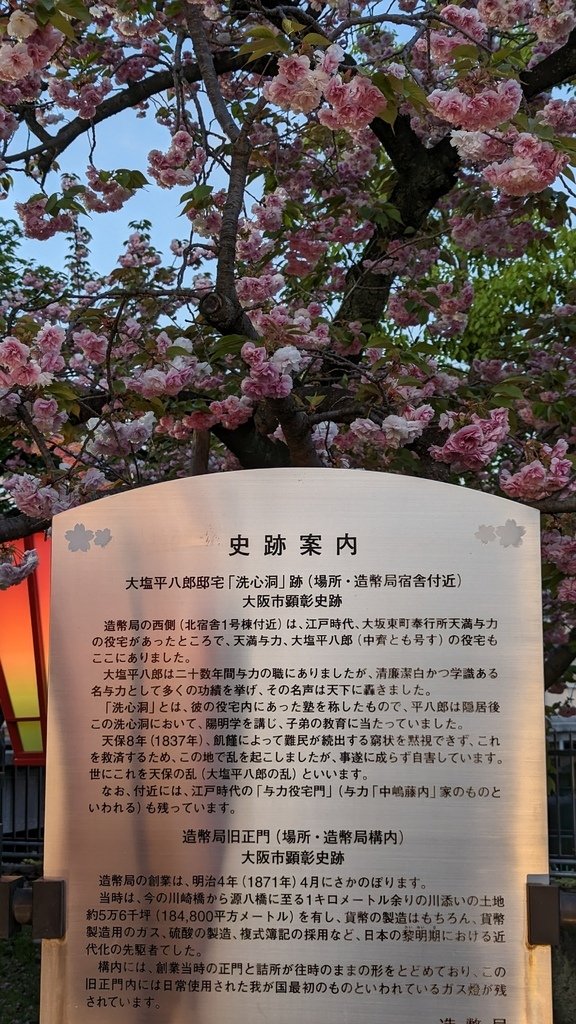 史跡案内
大塩平八郎邸宅「洗心洞」跡（場所・造幣局宿舎付近）
大阪市顕彰史跡
造幣局の西側（北宿舎1号棟付近）は、江戸時代、大坂東町奉行所天満与力
の役宅があったところで、天満与力、大塩平八郎（中齊とも号す）の役宅も
ここにありました。
大塩平八郎は二十数年間与力の職にありましたが、清廉潔白かつ学識ある
名与力として多くの功績を挙げ、その名声は天下に轟きました。
「洗心洞」とは、彼の役宅内にあった塾を称したもので、平八郎は隠居後
この洗心洞において、陽明学を講じ、子弟の教育に当たっていました。
天保8年（1837年）、飢饉によって難民が続出する窮状を黙視できず、これ
を救済するため、この地で乱を起こしましたが、事遂に成らず自害しています。
世にこれを天保の乱（大塩平八郎の乱）といいます。
なお、付近には、江戸時代の「与力役宅門」（与力「中嶋藤内」家のものと
いわれる）も残っています。
造幣局旧正門（場所・造幣局構内）
大阪市顕彰史跡
造幣局の創業は、明治4年（1871年）4月にさかのぼります。
当時は、今の川崎橋から源八橋に至る1キロメートル余りの川添いの土地
約5万6千坪（184,800平方メートル）を有し、貨幣の製造はもちろん、貨幣
製造用のガス、硫酸の製造、複式簿記の採用など、日本の黎明期における近
代化の先駆者でした。
構内には、創業当時の正門と詰所が往時のままの形をとどめており、この
旧正門内には日常使用された我が国最初のものといわれているガス燈が残
されています。
造幣局